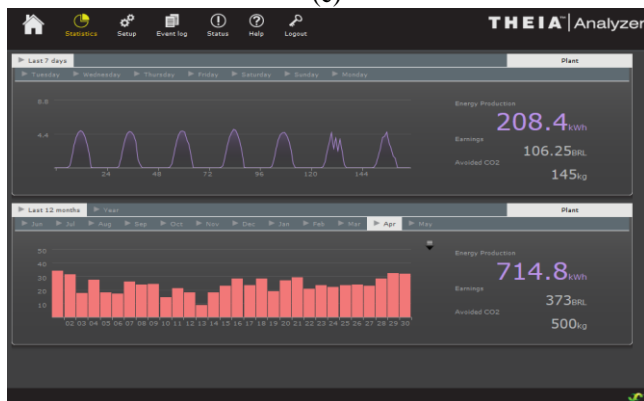 (c)
THEIA™ Analyzer
Statistics Setup Event log Status Help Logout
Last 7 days Plant
Tuesday Wednesday Thursday Friday Saturday Sunday Monday
8.8
4.4
24 48 72 96 120 144
Energy Production
208.4kWh
Earnings
106.25BRL
Avoided CO2
145kg
Last 12 months Year Plant
Jun Jul Aug Sep Oct Nov Dec Jan Feb Mar Apr May
50
40
30
20
10
02 03 04 05 06 07 08 09 10 11 12 13 14 15 16 17 18 19 20 21 22 23 24 25 26 27 28 29 30
Energy Production
714.8kWh
Earnings
373BRL
Avoided CO2
500kg